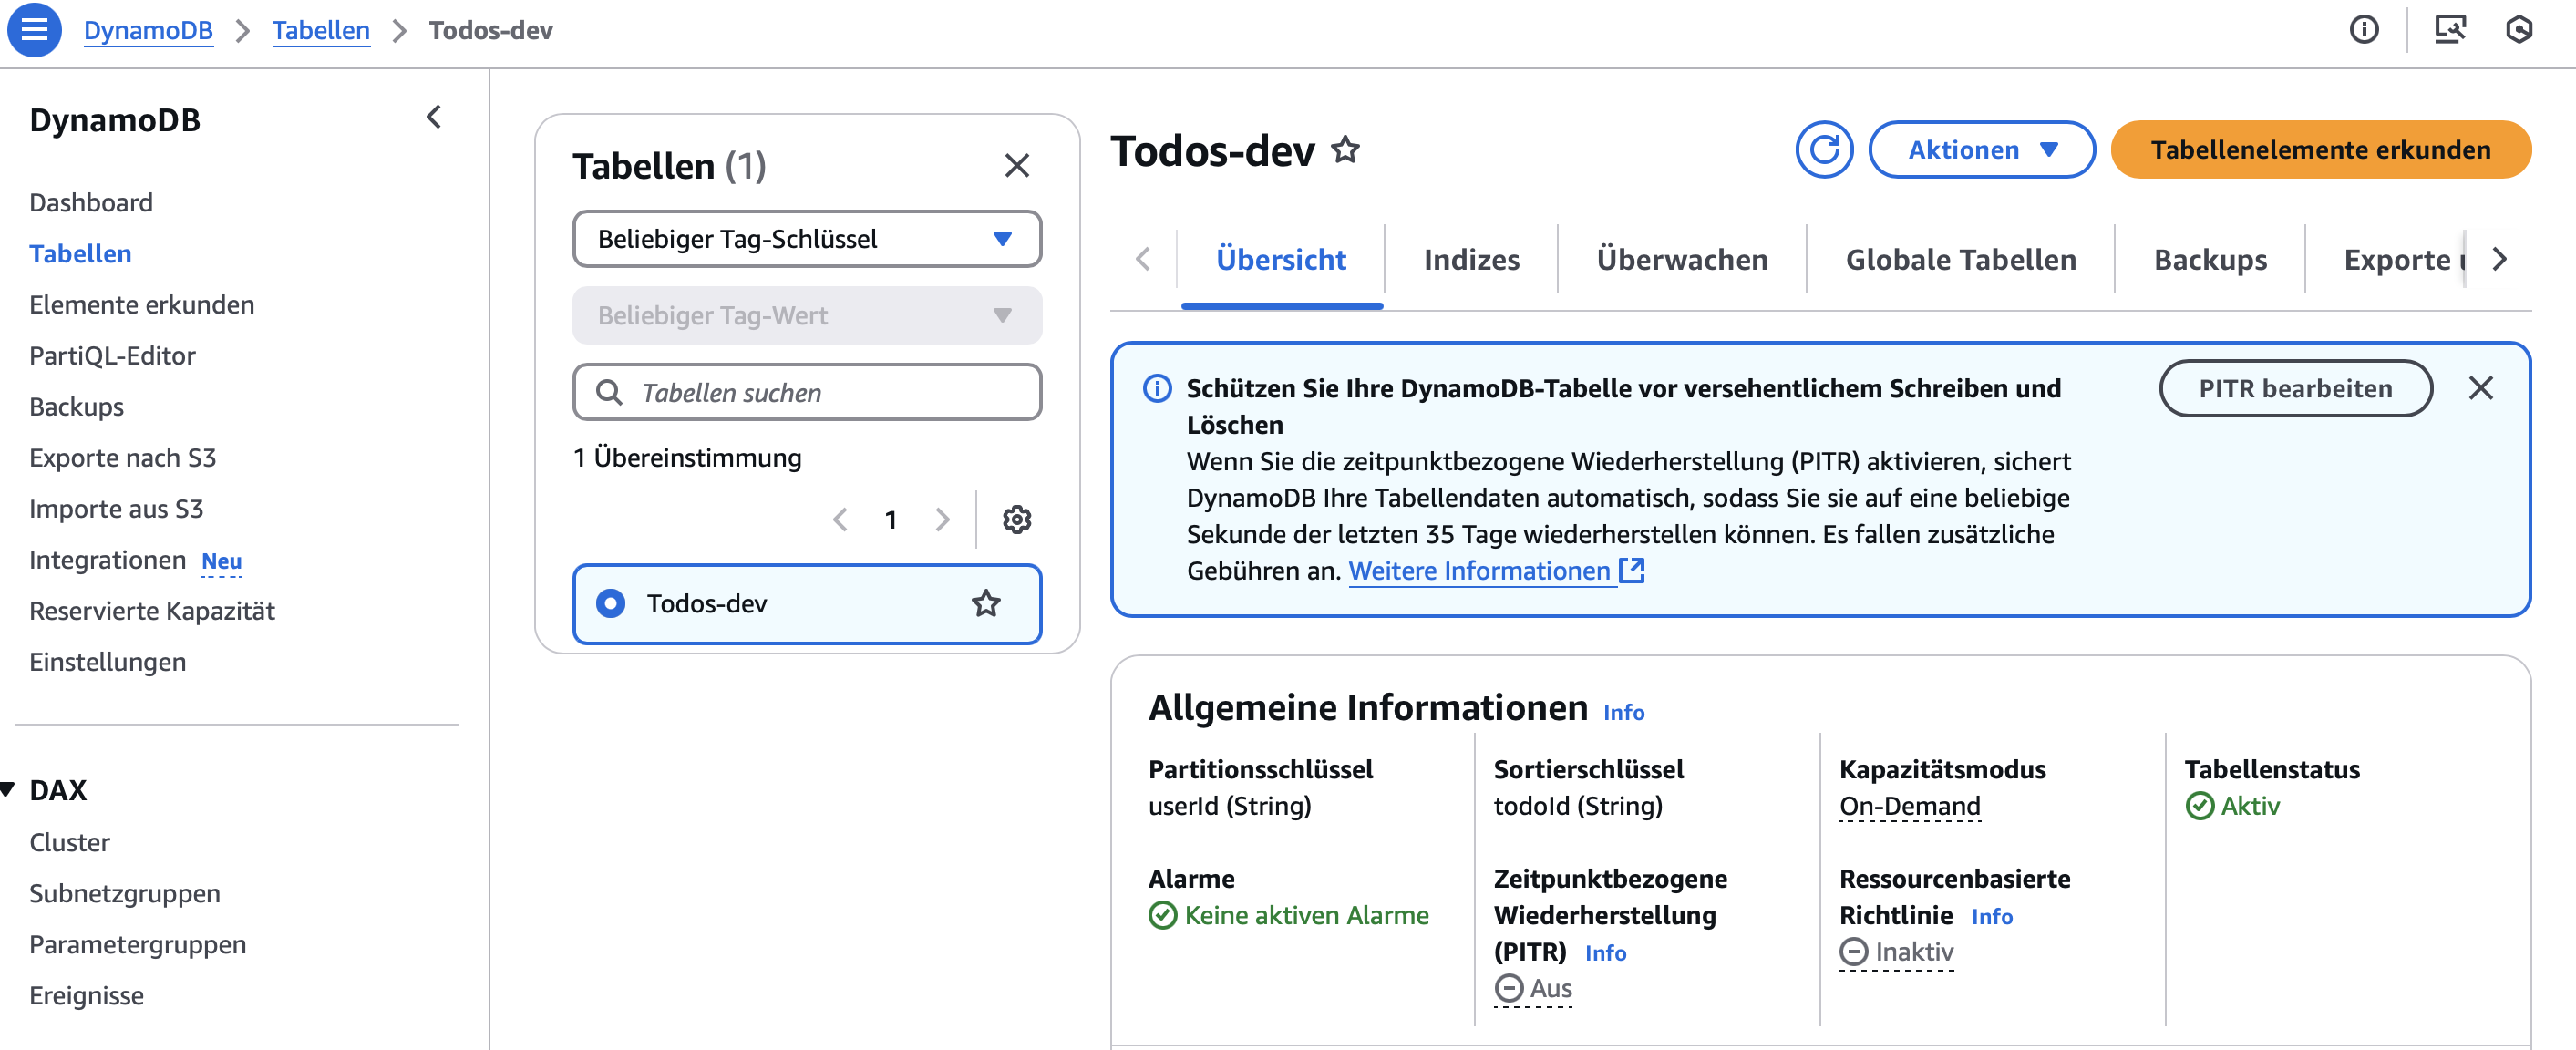 DynamoDB > Tabellen > Todos-dev
DynamoDB
Dashboard
Tabellen
Elemente erkunden
PartiQL-Editor
Backups
Exporte nach S3
Importe aus S3
Integrationen Neu
Reservierte Kapazität
Einstellungen
DAX
Cluster
Subnetzgruppen
Parametergruppen
Ereignisse
Tabellen (1)
Beliebiger Tag-Schlüssel
Beliebiger Tag-Wert
Tabellen suchen
1 Übereinstimmung
1
Todos-dev
Todos-dev
Aktionen
Tabellenelemente erkunden
Übersicht
Indizes
Überwachen
Globale Tabellen
Backups
Exporte
Schützen Sie Ihre DynamoDB-Tabelle vor versehentlichem Schreiben und
Löschen
Wenn Sie die zeitpunktbezogene Wiederherstellung (PITR) aktivieren, sichert
DynamoDB Ihre Tabellendaten automatisch, sodass Sie sie auf eine beliebige
Sekunde der letzten 35 Tage wiederherstellen können. Es fallen zusätzliche
Gebühren an. Weitere Informationen
PITR bearbeiten
Allgemeine Informationen Info
Partitionsschlüssel
userId (String)
Sortierschlüssel
todoId (String)
Kapazitätsmodus
On-Demand
Tabellenstatus
Aktiv
Alarme
Keine aktiven Alarme
Zeitpunktbezogene
Wiederherstellung
(PITR) Info
Aus
Ressourcenbasierte
Richtlinie Info
Inaktiv